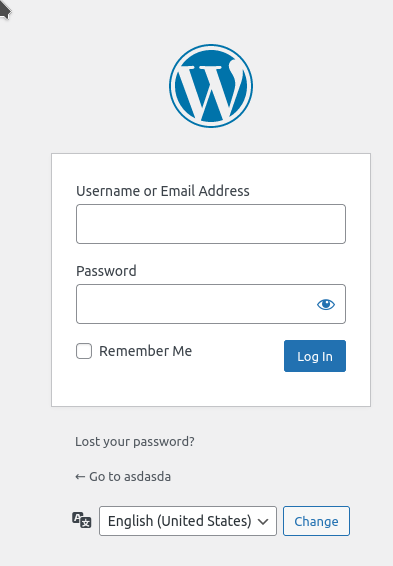 Username or Email Address
Password
Remember Me
Log In
Lost your password?
← Go to asdasda
English (United States)
Change